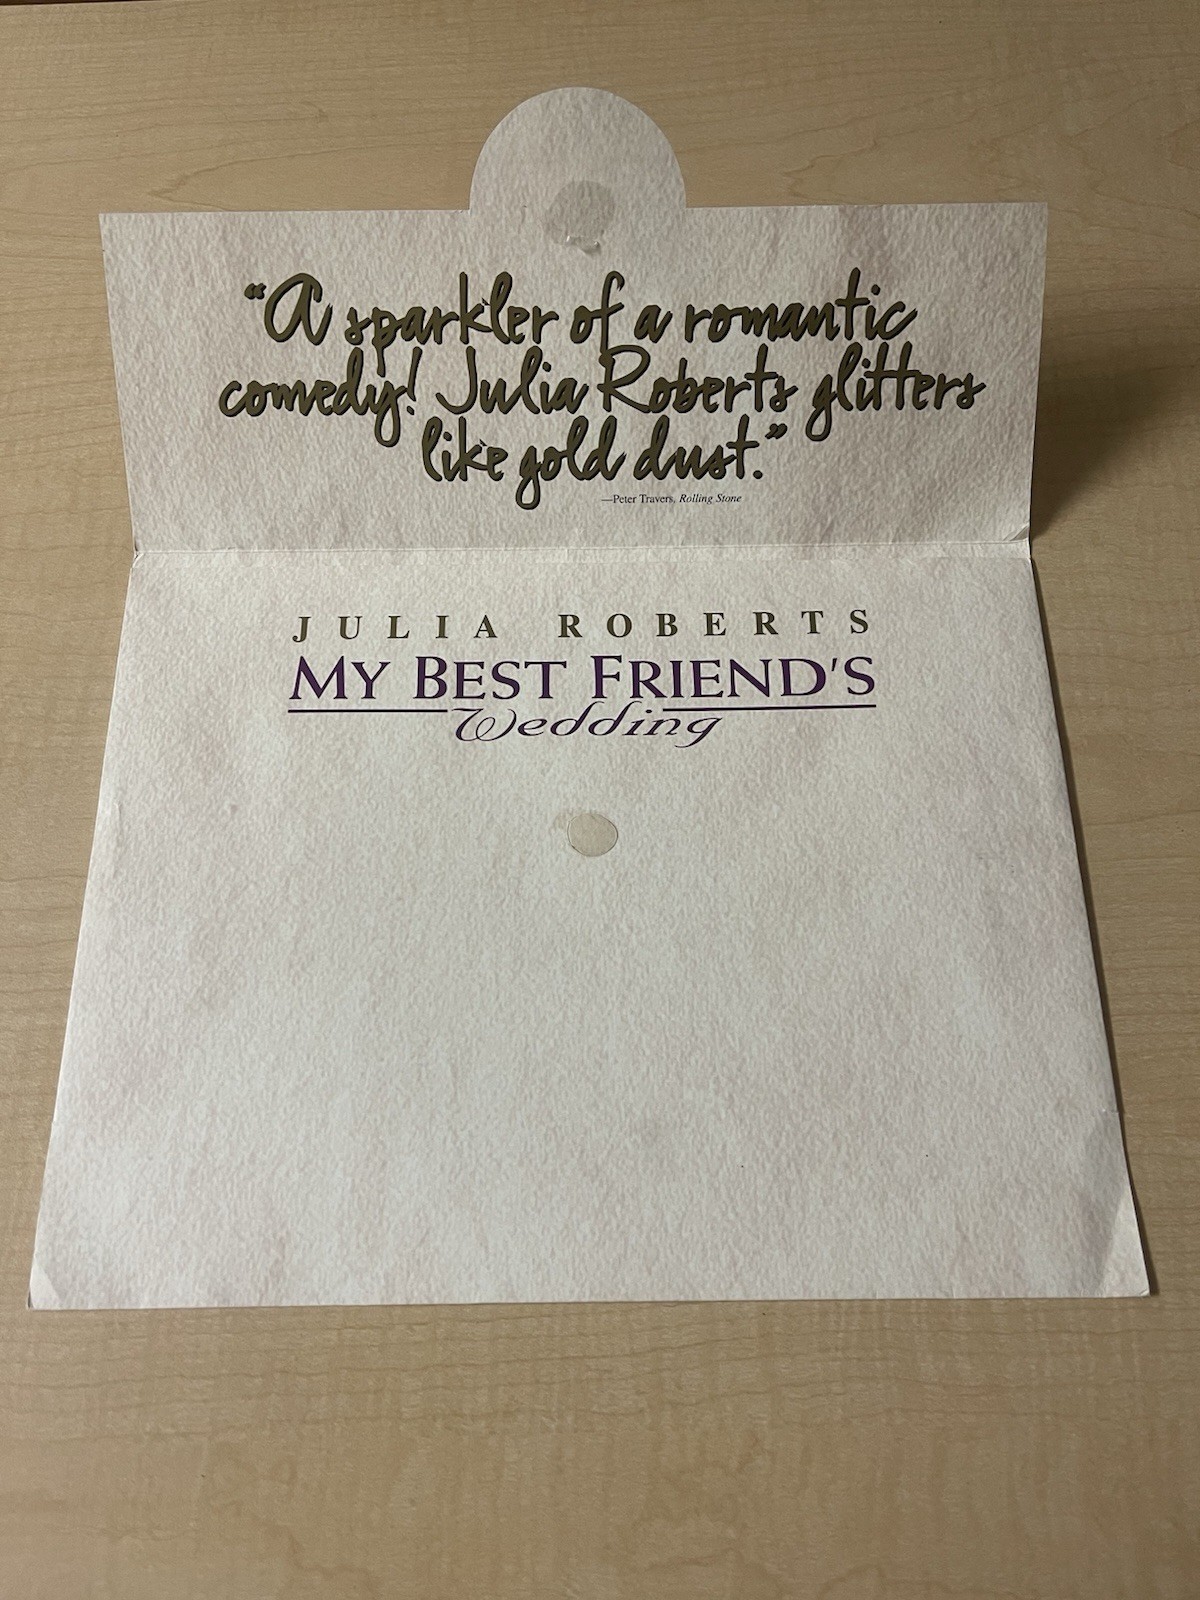 “A sparkler of a romantic
comedy! Julia Roberts glitters
like gold dust.”
—Peter Travers, Rolling Stone
JULIA ROBERTS
MY BEST FRIEND'S
Wedding